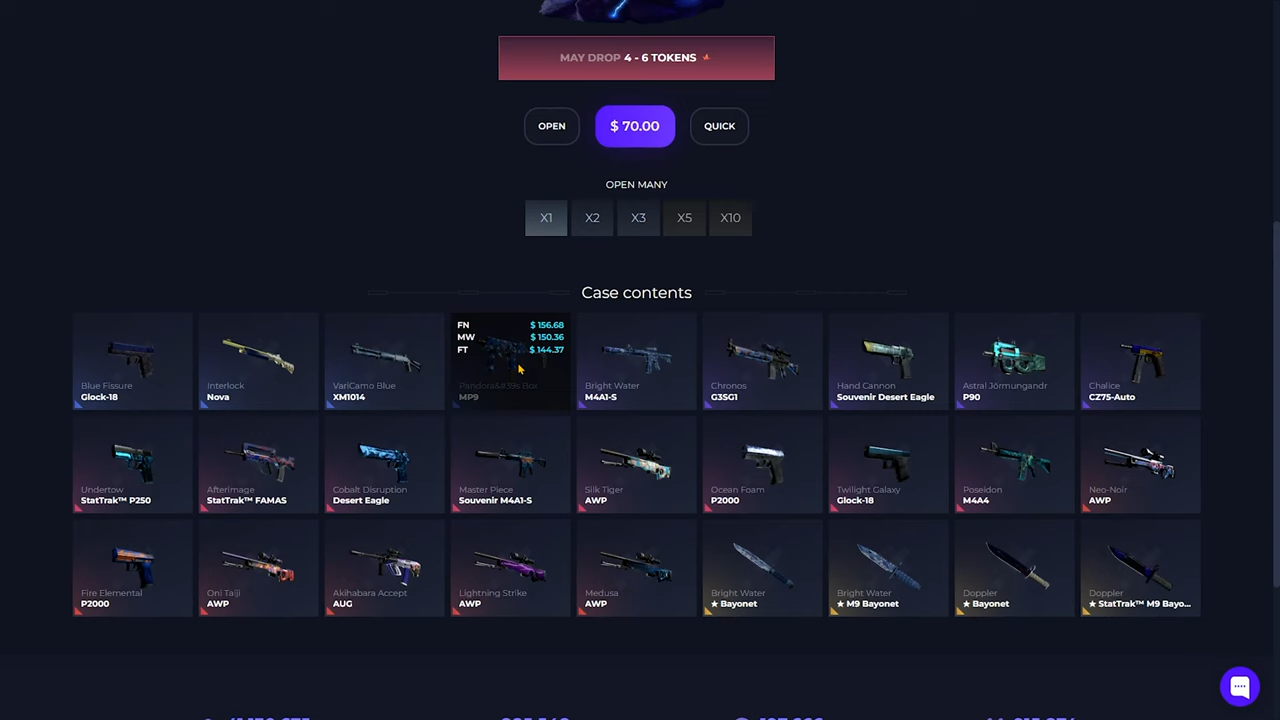 MAY DROP 4 - 6 TOKENS
OPEN
$ 70.00
QUICK
OPEN MANY
X1
X2
X3
X5
X10
Case contents
Blue Fissure
Glock-18
Interlock
Nova
VariCamo Blue
XM1014
FN $ 156.68
MW $ 150.36
FT $ 144.37
Pandora&#39s Box
MP9
Bright Water
M4A1-S
Chronos
G3SG1
Hand Cannon
Souvenir Desert Eagle
Astral Jörmungandr
P90
Chalice
CZ75-Auto
Undertow
StatTrak™ P250
Afterimage
StatTrak™ FAMAS
Cobalt Disruption
Desert Eagle
Master Piece
Souvenir M4A1-S
Silk Tiger
AWP
Ocean Foam
P2000
Twilight Galaxy
Glock-18
Poseidon
M4A4
Neo-Noir
AWP
Fire Elemental
P2000
Oni Taiji
AWP
Akihabara Accept
AUG
Lightning Strike
AWP
Medusa
AWP
Bright Water
★ Bayonet
Bright Water
★ M9 Bayonet
Doppler
★ Bayonet
Doppler
★ StatTrak™ M9 Bayo...